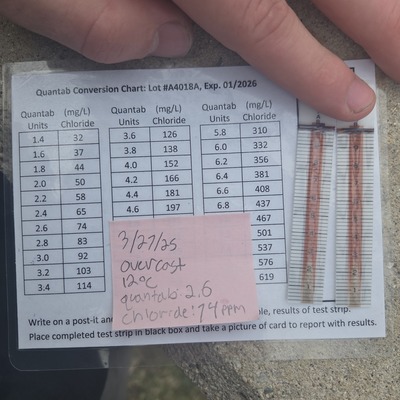 Quantab Conversion Chart: Lot #A4018A, Exp. 01/2026
Quantab Units (mg/L) Chloride Quantab Units (mg/L) Chloride Quantab Units (mg/L) Chloride
1.4 32 3.6 126 5.8 310
1.6 37 3.8 138 6.0 332
1.8 44 4.0 152 6.2 356
2.0 50 4.2 166 6.4 381
2.2 58 4.4 181 6.6 408
2.4 65 4.6 197 6.8 437
2.6 74 467
2.8 83 501
3.0 92 537
3.2 103 576
3.4 114 619
3/27/25
overcast
12°C
quantab: 2.6
chloride: 74 ppm
Write on a post-it and le, results of test strip.
Place completed test strip in black box and take a picture of card to report with results.